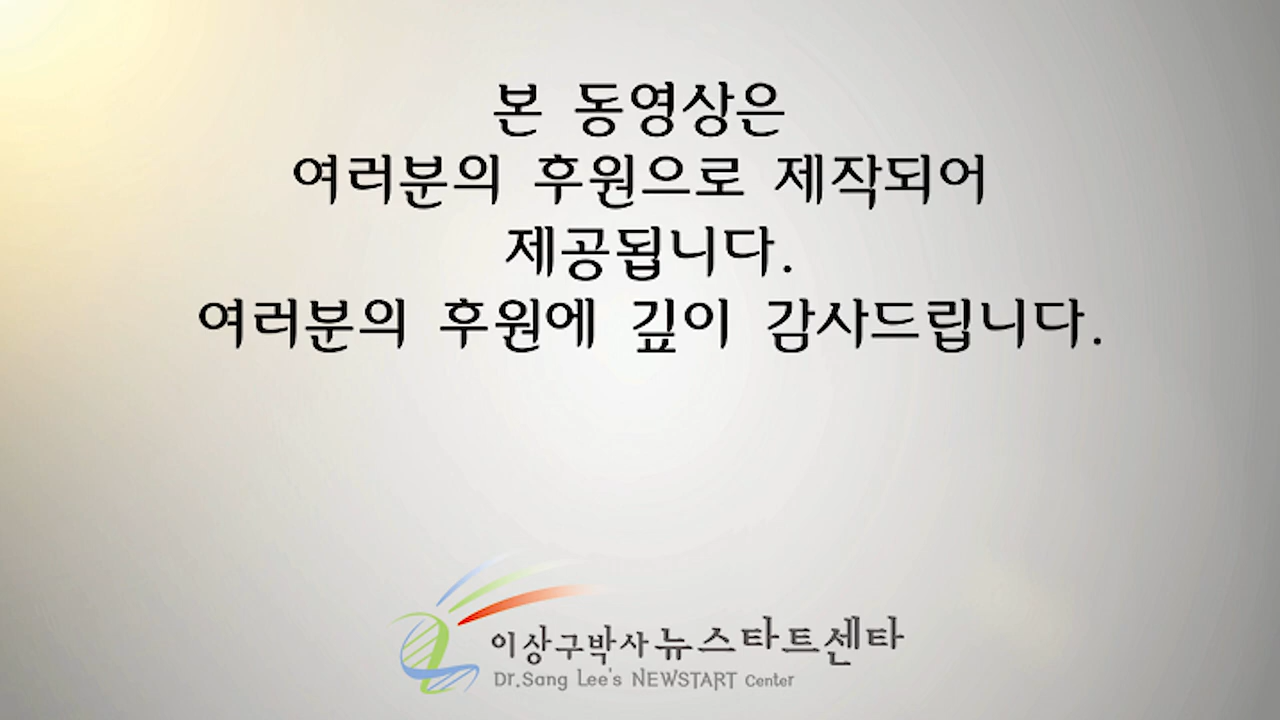 본 동영상은
여러분의 후원으로 제작되어
제공됩니다.
여러분의 후원에 깊이 감사드립니다.
이상구박사 뉴스타트센타
Dr.Sang Lee's NEWSTART Center